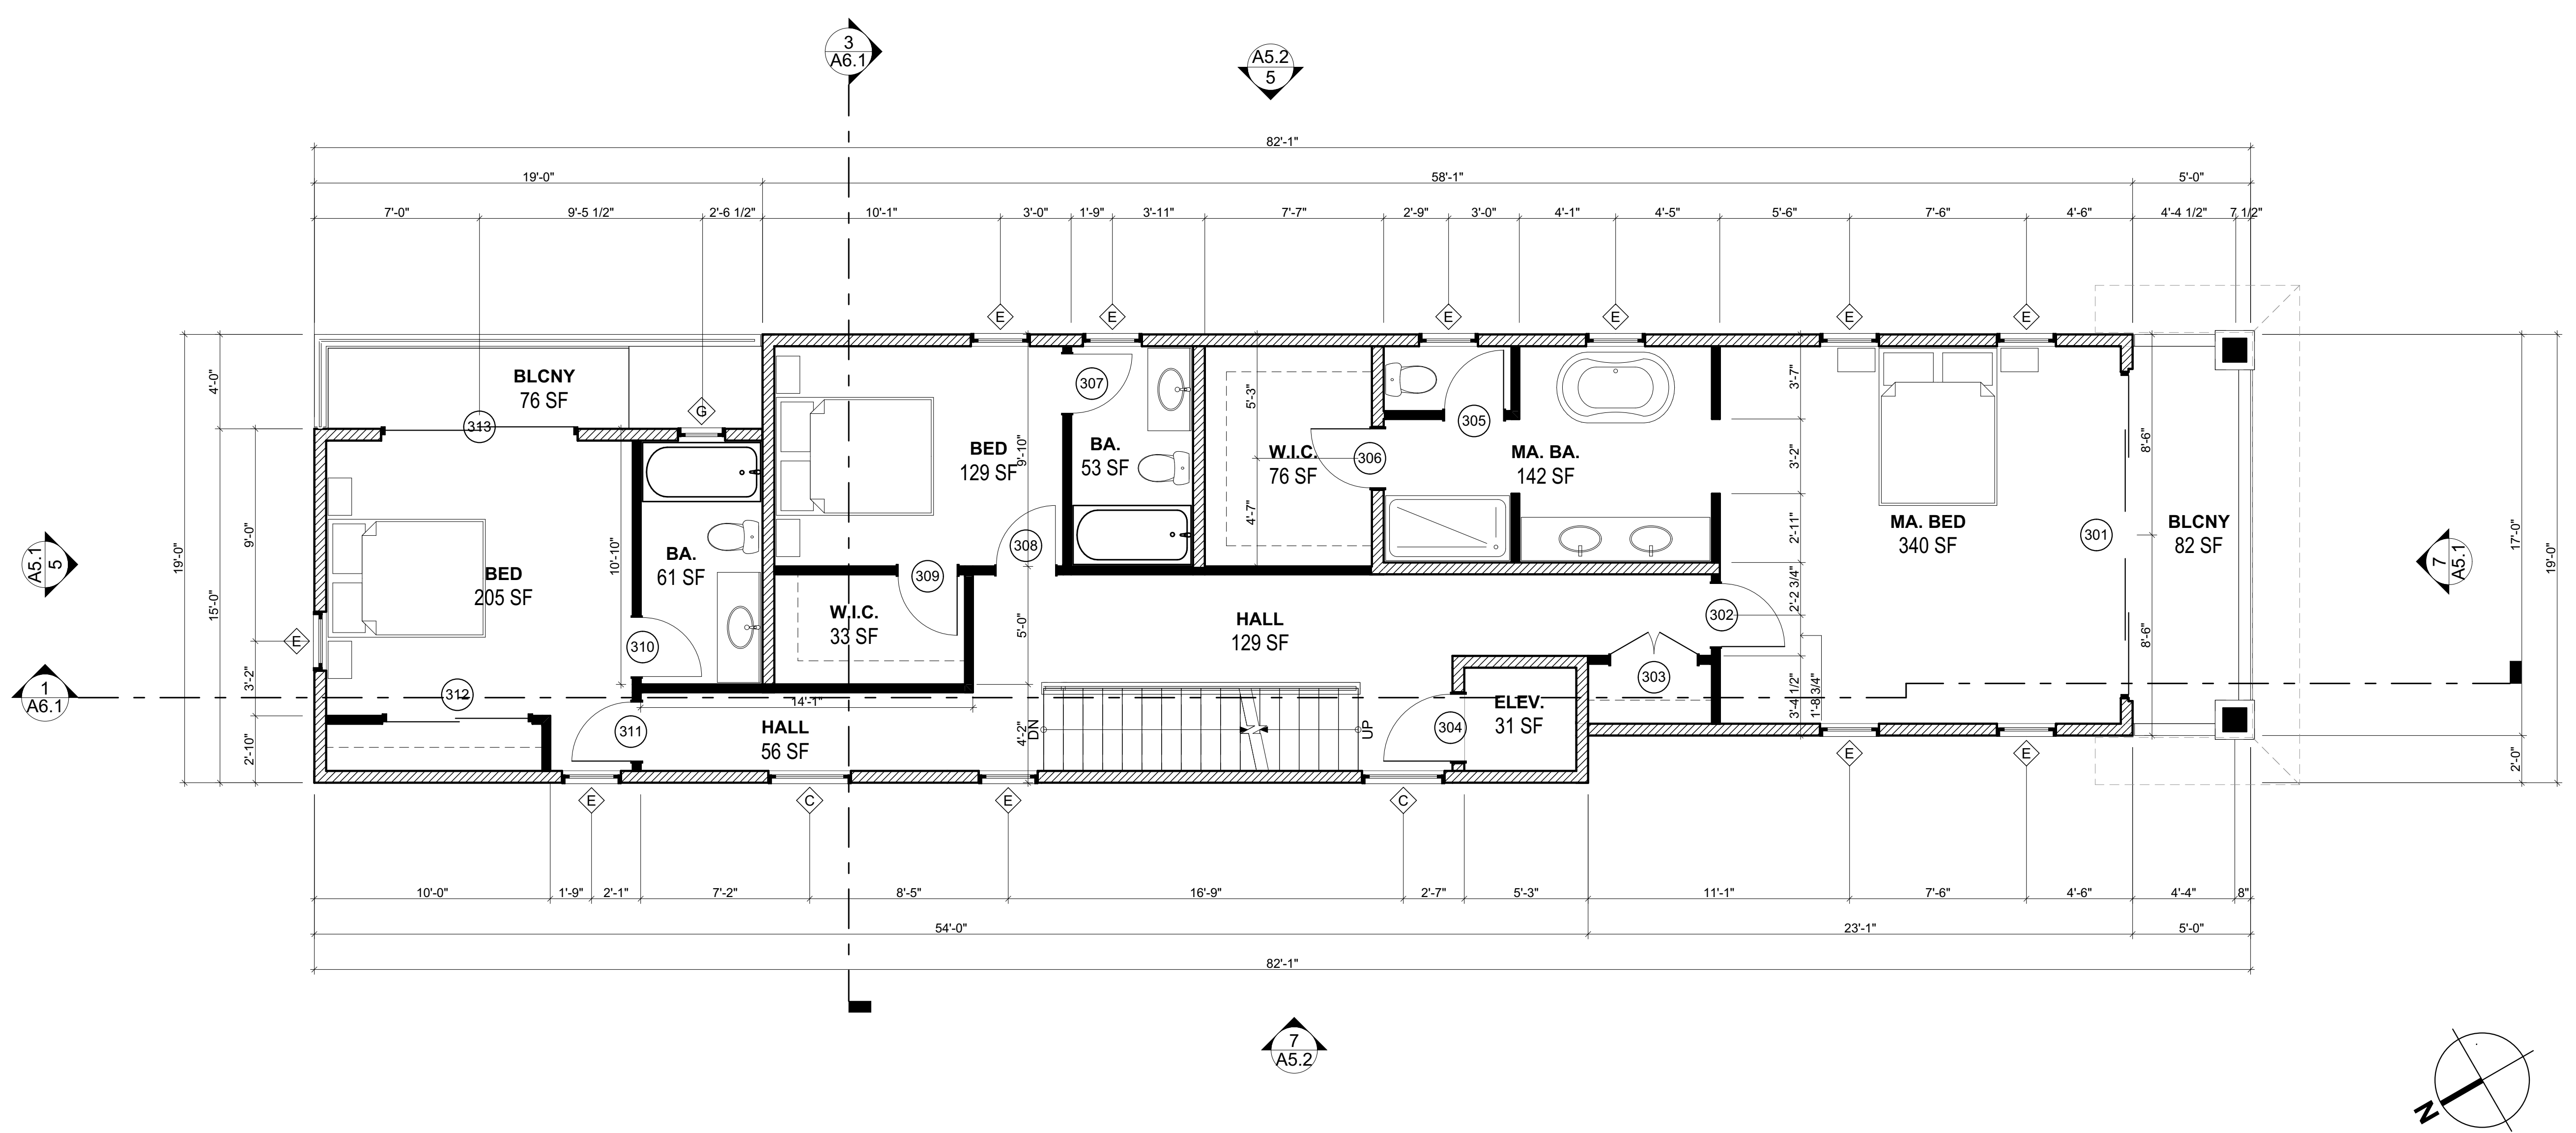 3
A6.1
A5.2
5
82'-1"
19'-0"
58'-1"
5'-0"
7'-0"
9'-5 1/2"
2'-6 1/2"
10'-1"
3'-0"
1'-9"
3'-11"
7'-7"
2'-9"
3'-0"
4'-1"
4'-5"
5'-6"
7'-6"
4'-6"
4'-4 1/2"
7 1/2"
E
E
E
E
E
E
G
E
19'-0"
4'-0"
15'-0"
9'-0"
3'-2"
2'-10"
A5.1
5
1
A6.1
BLCNY
76 SF
313
BED
205 SF
312
10'-10"
BA.
61 SF
310
311
BED
129 SF
9'-10"
307
BA.
53 SF
308
309
W.I.C.
33 SF
5'-0"
14'-1"
HALL
56 SF
4'-2"
DN
UP
5'-3"
W.I.C.
76 SF
4'-7"
306
305
MA. BA.
142 SF
HALL
129 SF
302
303
304
ELEV.
31 SF
3'-7"
3'-2"
2'-11"
2'-2 3/4"
3'-4 1/2"
1'-8 3/4"
MA. BED
340 SF
301
8'-6"
8'-6"
BLCNY
82 SF
7
A5.1
17'-0"
19'-0"
2'-0"
E
C
E
C
E
E
10'-0"
1'-9"
2'-1"
7'-2"
8'-5"
16'-9"
2'-7"
5'-3"
11'-1"
7'-6"
4'-6"
4'-4"
8"
54'-0"
23'-1"
5'-0"
82'-1"
7
A5.2
N